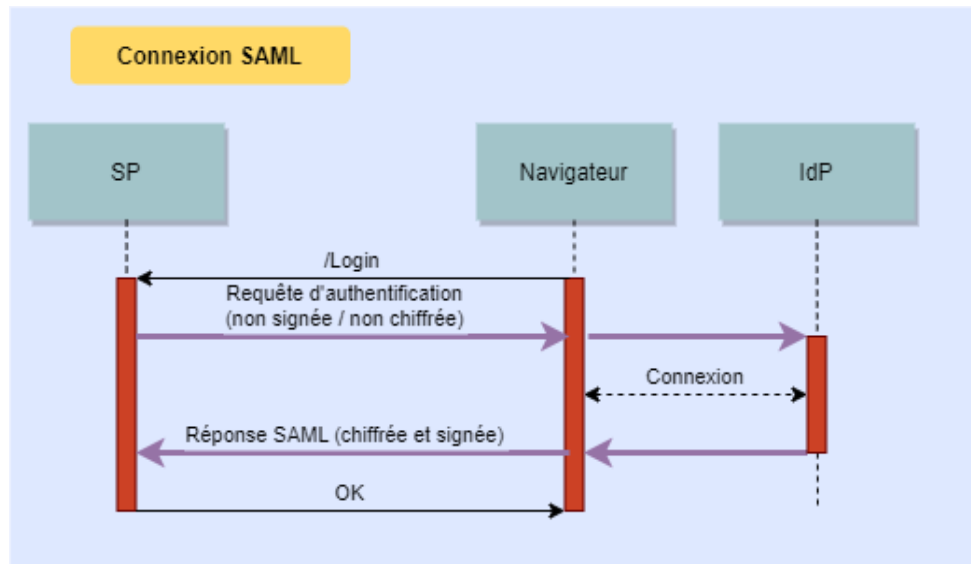 Connexion SAML
SP
Navigateur
IdP
/Login
Requête d'authentification
(non signée / non chiffrée)
Connexion
Réponse SAML (chiffrée et signée)
OK